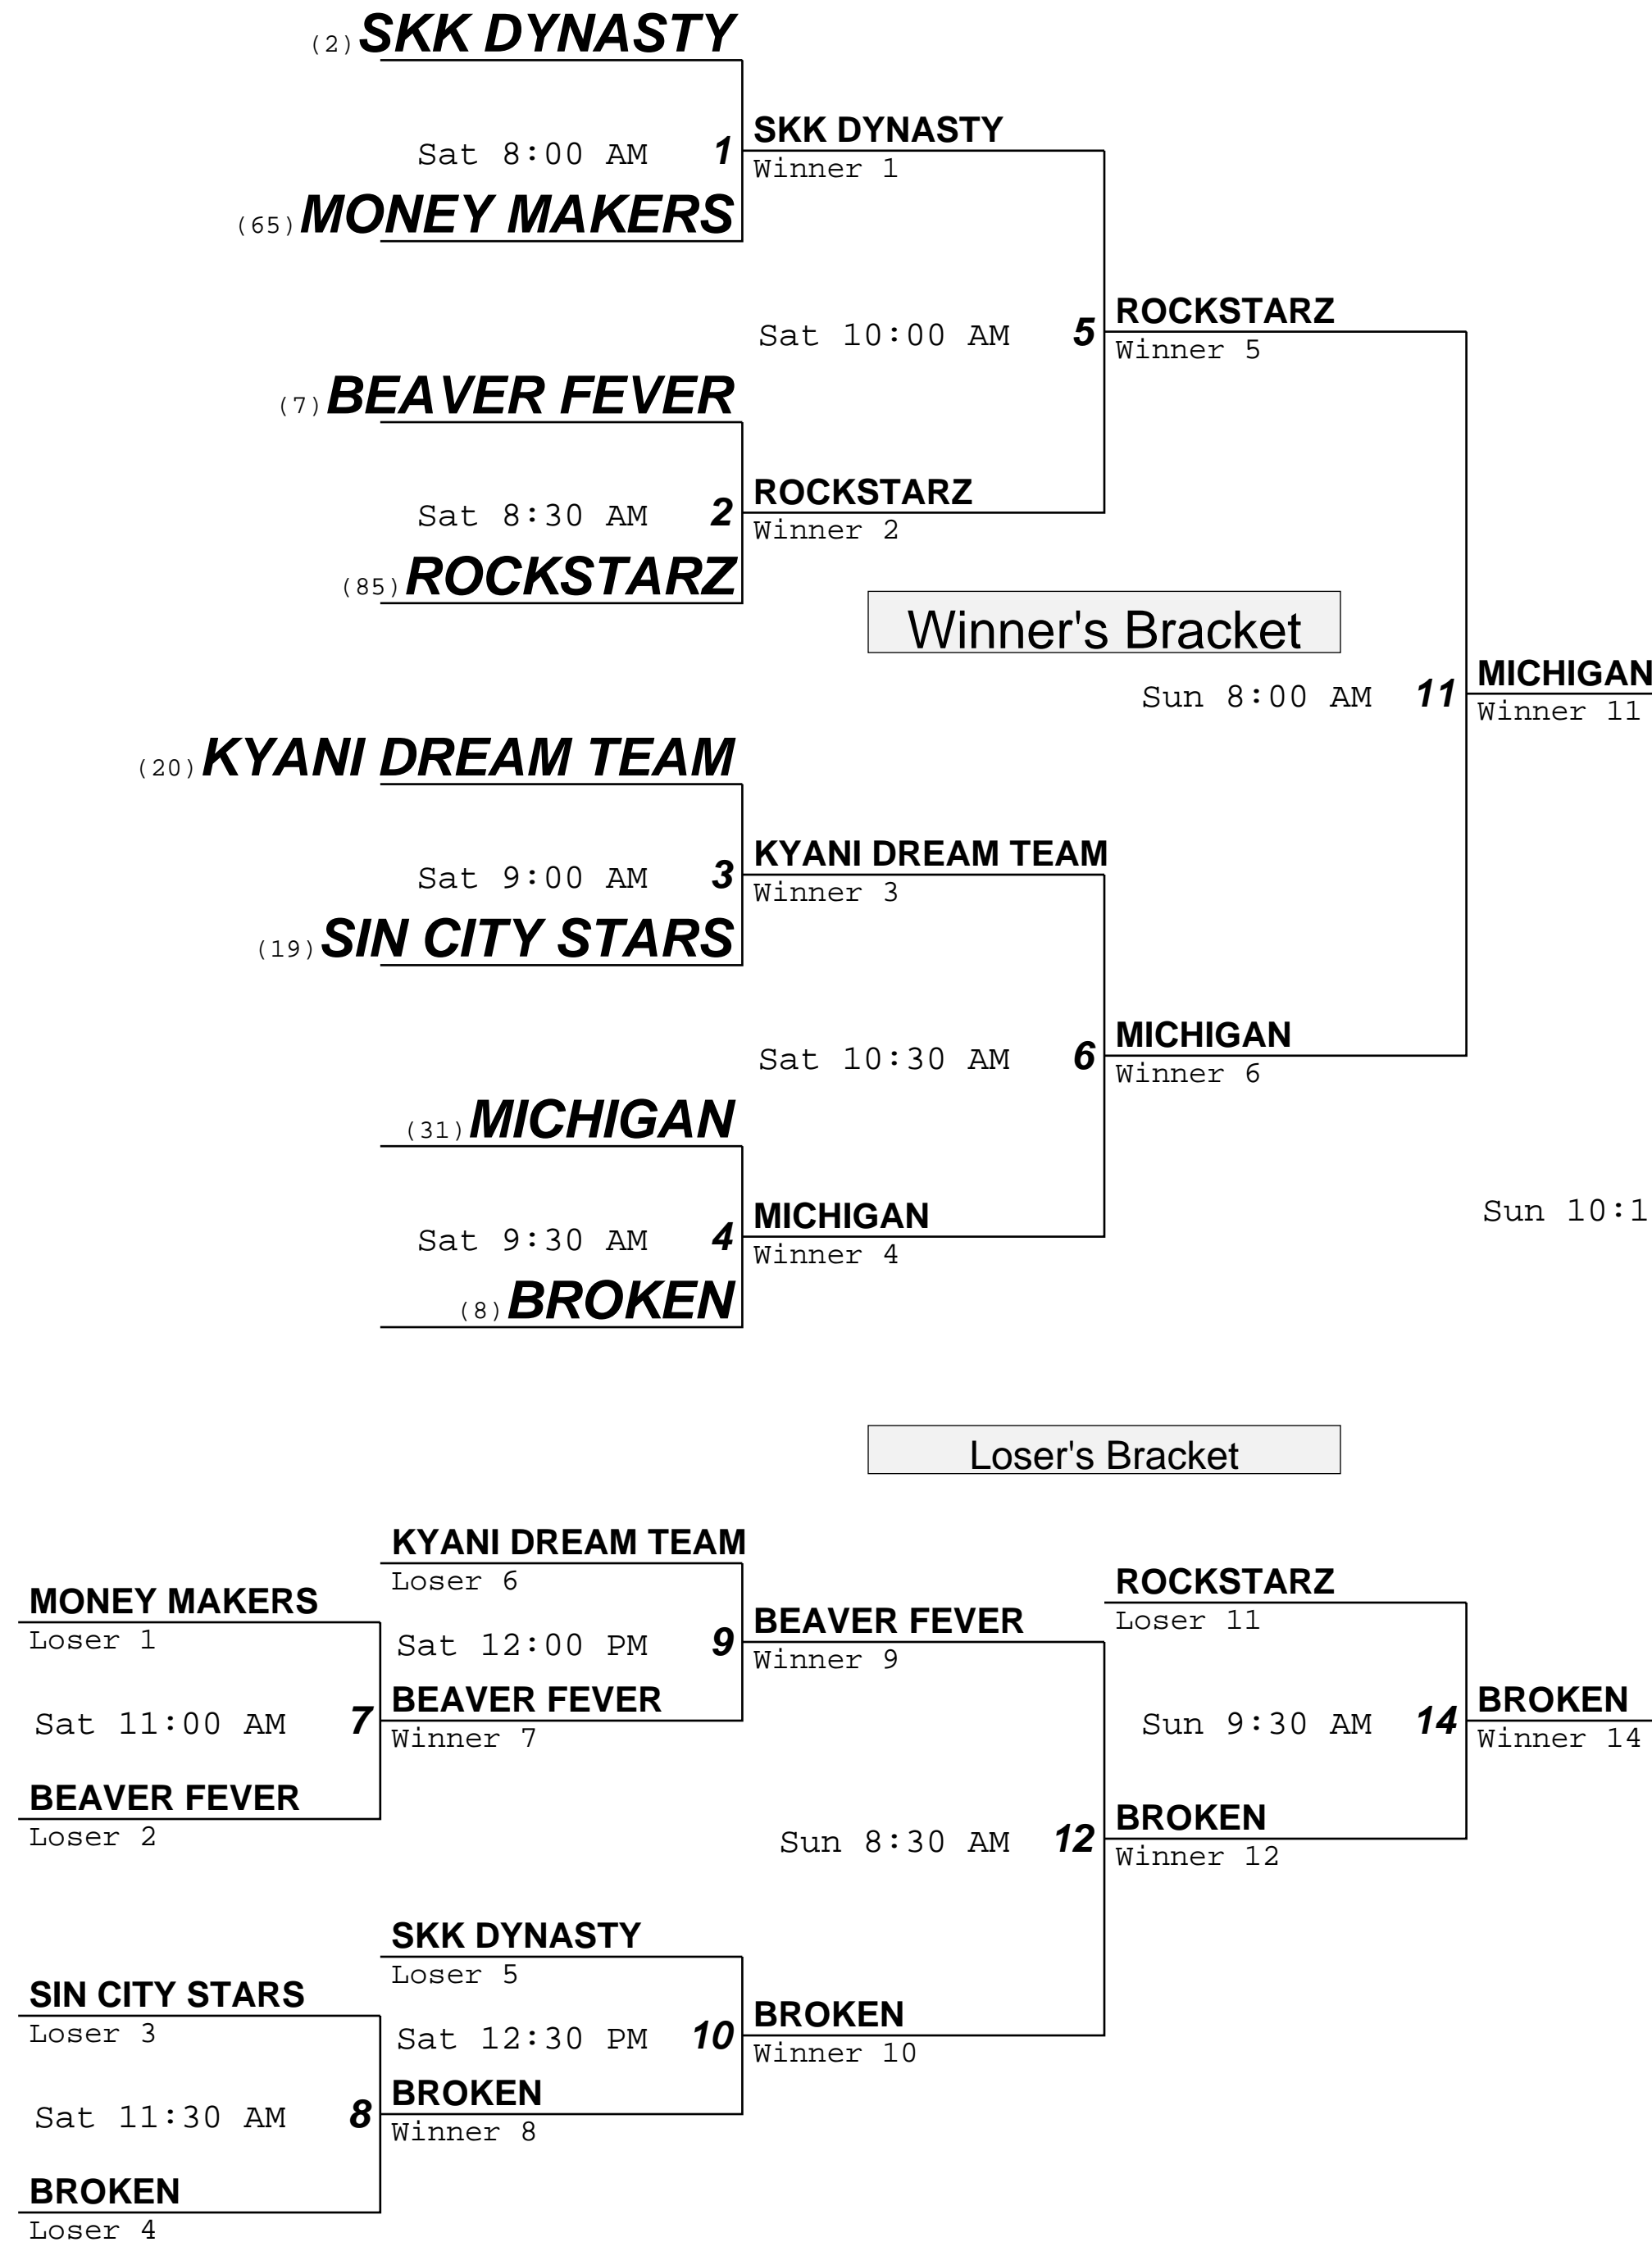 (2) SKK DYNASTY
SKK DYNASTY
Sat 8:00 AM 1
Winner 1
(65) MONEY MAKERS
ROCKSTARZ
Sat 10:00 AM 5
Winner 5
(7) BEAVER FEVER
ROCKSTARZ
Sat 8:30 AM 2
Winner 2
(85) ROCKSTARZ
Winner's Bracket
MICHIGAN
Sun 8:00 AM 11
Winner 11
(20) KYANI DREAM TEAM
KYANI DREAM TEAM
Sat 9:00 AM 3
Winner 3
(19) SIN CITY STARS
MICHIGAN
Sat 10:30 AM 6
Winner 6
(31) MICHIGAN
MICHIGAN
Sun 10:1
Sat 9:30 AM 4
Winner 4
(8) BROKEN
Loser's Bracket
KYANI DREAM TEAM
Loser 6
ROCKSTARZ
MONEY MAKERS
Loser 11
BEAVER FEVER
Loser 1
Sat 12:00 PM 9
Winner 9
BEAVER FEVER
BROKEN
Sat 11:00 AM 7
Sun 9:30 AM 14
Winner 7
Winner 14
BEAVER FEVER
BROKEN
Loser 2
Sun 8:30 AM 12
Winner 12
SKK DYNASTY
Loser 5
SIN CITY STARS
BROKEN
Loser 3
Sat 12:30 PM 10
Winner 10
BROKEN
Sat 11:30 AM 8
Winner 8
BROKEN
Loser 4